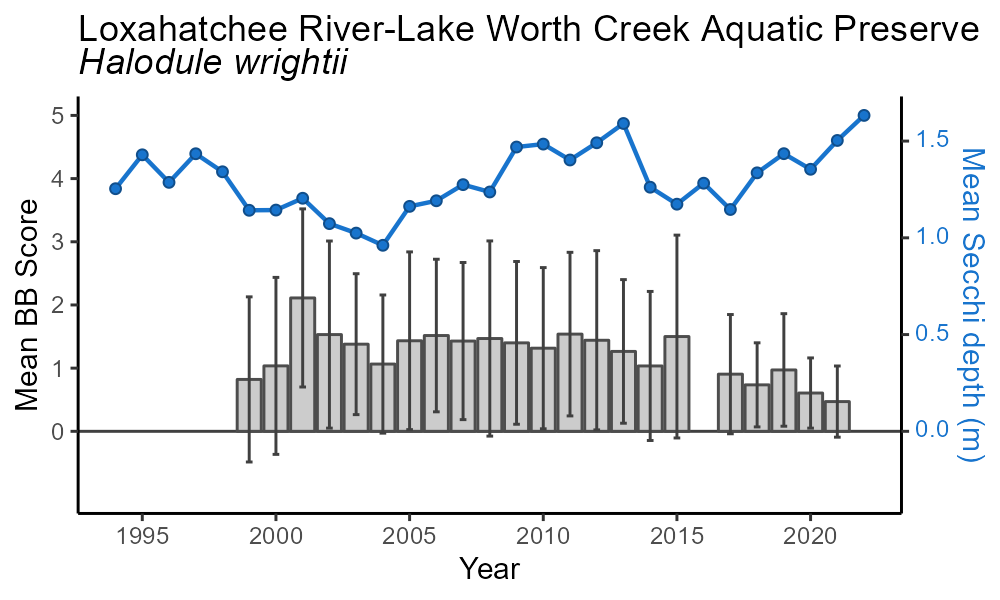 Loxahatchee River-Lake Worth Creek Aquatic Preserve
Halodule wrightii
5
4
3
2
1
0
Mean BB Score
1.5
1.0
0.5
0.0
Mean Secchi depth (m)
1995 2000 2005 2010 2015 2020
Year